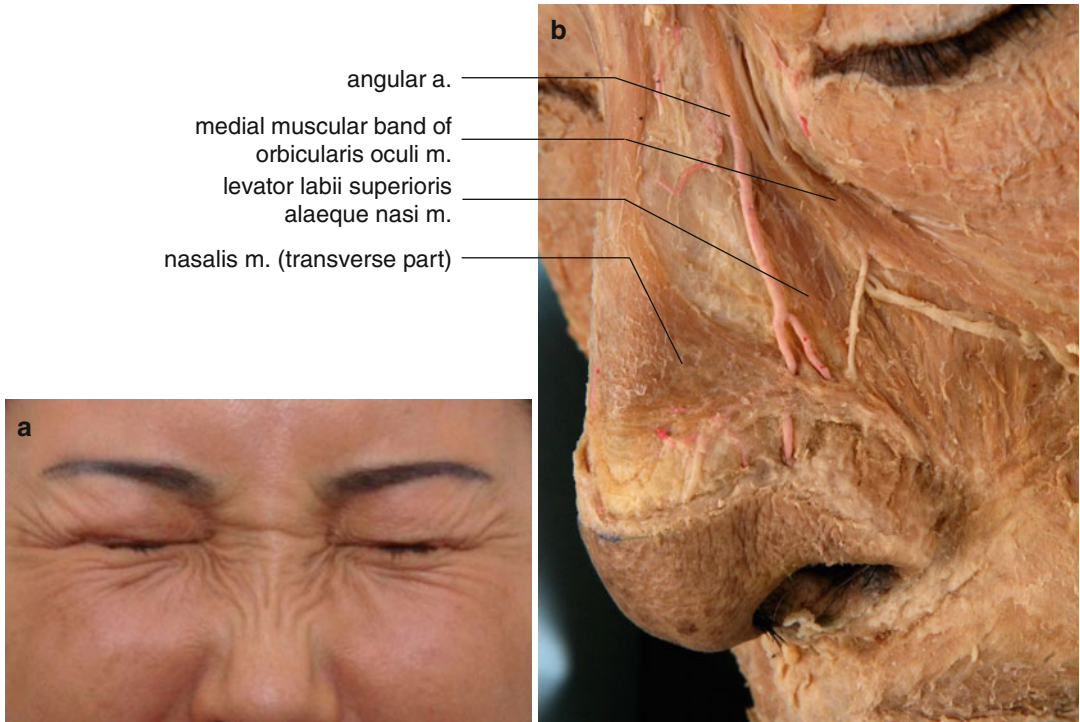 b
angular a.
medial muscular band of
orbicularis oculi m.
levator labii superioris
alaeque nasi m.
nasalis m. (transverse part)
a